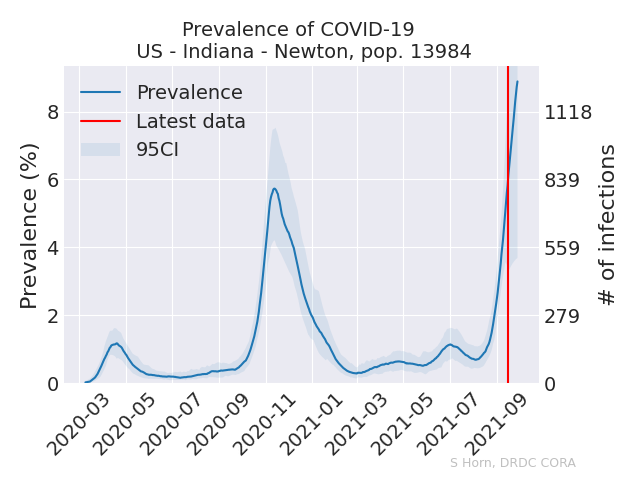 Prevalence of COVID-19
US - Indiana - Newton, pop. 13984
Prevalence
Latest data
95CI
Prevalence (%)
8
6
4
2
0
1118
839
559
279
0
# of infections
2020-03
2020-05
2020-07
2020-09
2020-11
2021-01
2021-03
2021-05
2021-07
2021-09
S Horn, DRDC CORA